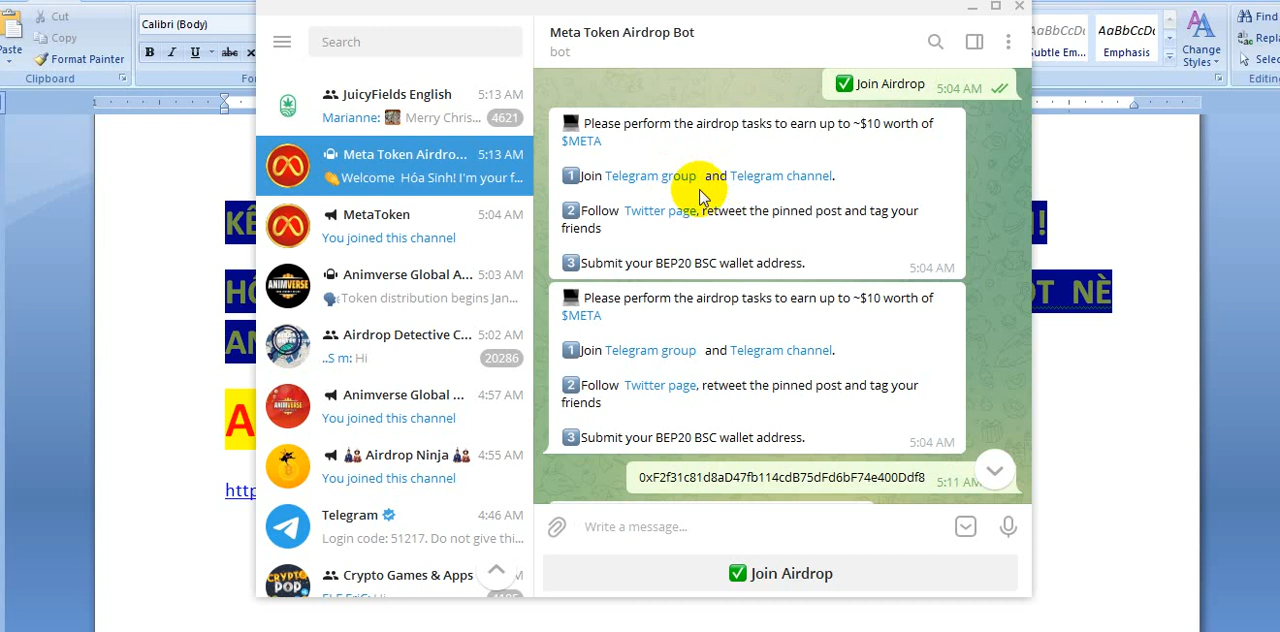 Cut
Copy
Paste
Format Painter
Clipboard
Calibri (Body)
B I U abe
AaBbCcDc
AaBbCcDc
Subtle Em...
Emphasis
Change
Styles
Find
Editing
Search
JuicyFields English 5:13 AM
Marianne: Merry Chris... 4621
Meta Token Airdro... 5:13 AM
Welcome Hóa Sinh! I'm your f...
MetaToken 5:04 AM
You joined this channel
Animverse Global A... 5:03 AM
Token distribution begins Jan...
Airdrop Detective C... 5:02 AM
..S m: Hi 20286
Animverse Global ... 4:57 AM
You joined this channel
Airdrop Ninja 4:55 AM
You joined this channel
Telegram 4:46 AM
Login code: 51217. Do not give thi...
Crypto Games & Apps
ANIMVERSE
CRYPTO
POP
Meta Token Airdrop Bot
bot
✅ Join Airdrop 5:04 AM
Please perform the airdrop tasks to earn up to ~$10 worth of
$META
1 Join Telegram group and Telegram channel.
2 Follow Twitter page, retweet the pinned post and tag your
friends
3 Submit your BEP20 BSC wallet address.
5:04 AM
Please perform the airdrop tasks to earn up to ~$10 worth of
$META
1 Join Telegram group and Telegram channel.
2 Follow Twitter page, retweet the pinned post and tag your
friends
3 Submit your BEP20 BSC wallet address.
5:04 AM
0xF2f31c81d8aD47fb114cdB75dFd6bF74e400Ddf8 5:11 AM
Write a message...
✅ Join Airdrop
NÈ
http